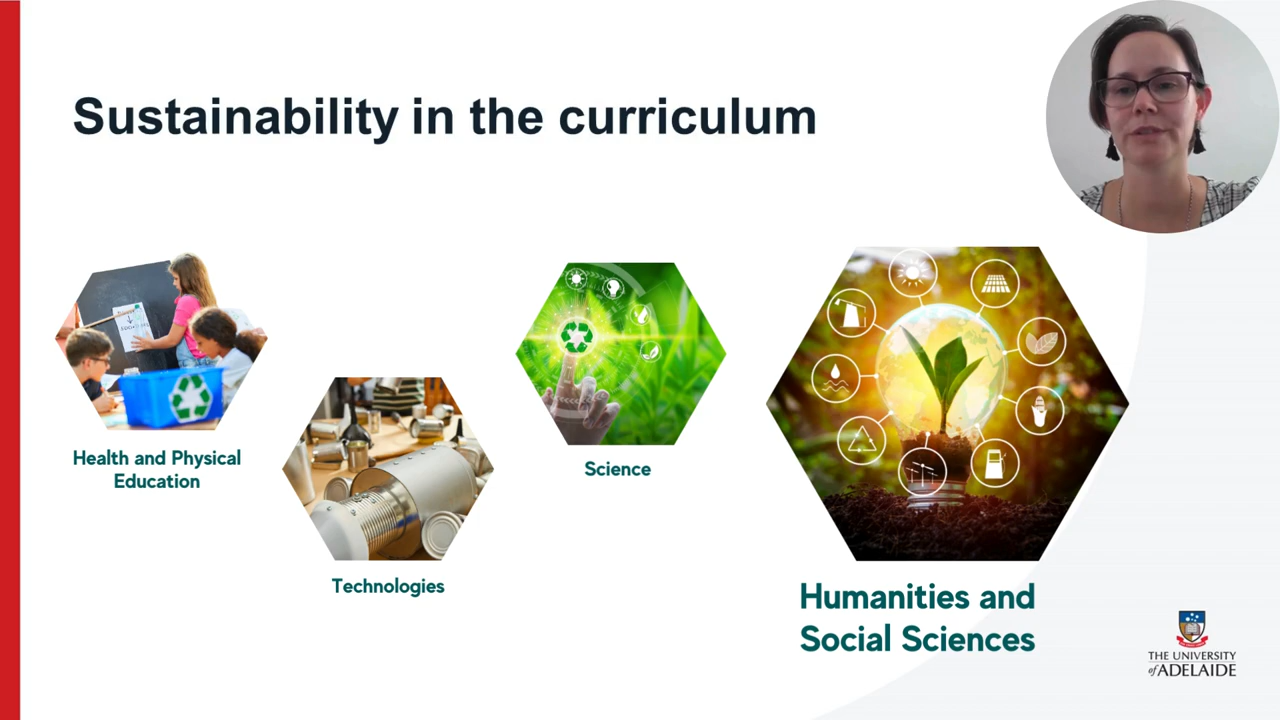 Sustainability in the curriculum
Health and Physical
Education
Technologies
Science
Humanities and
Social Sciences
THE UNIVERSITY
of ADELAIDE